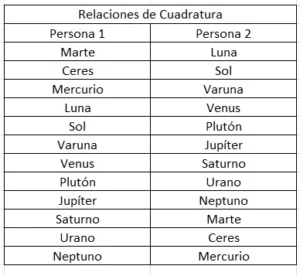 Relaciones de Cuadratura
Persona 1 Persona 2
Marte Luna
Ceres Sol
Mercurio Varuna
Luna Venus
Sol Plutón
Varuna Jupíter
Venus Saturno
Plutón Urano
Jupíter Neptuno
Saturno Marte
Urano Ceres
Neptuno Mercurio